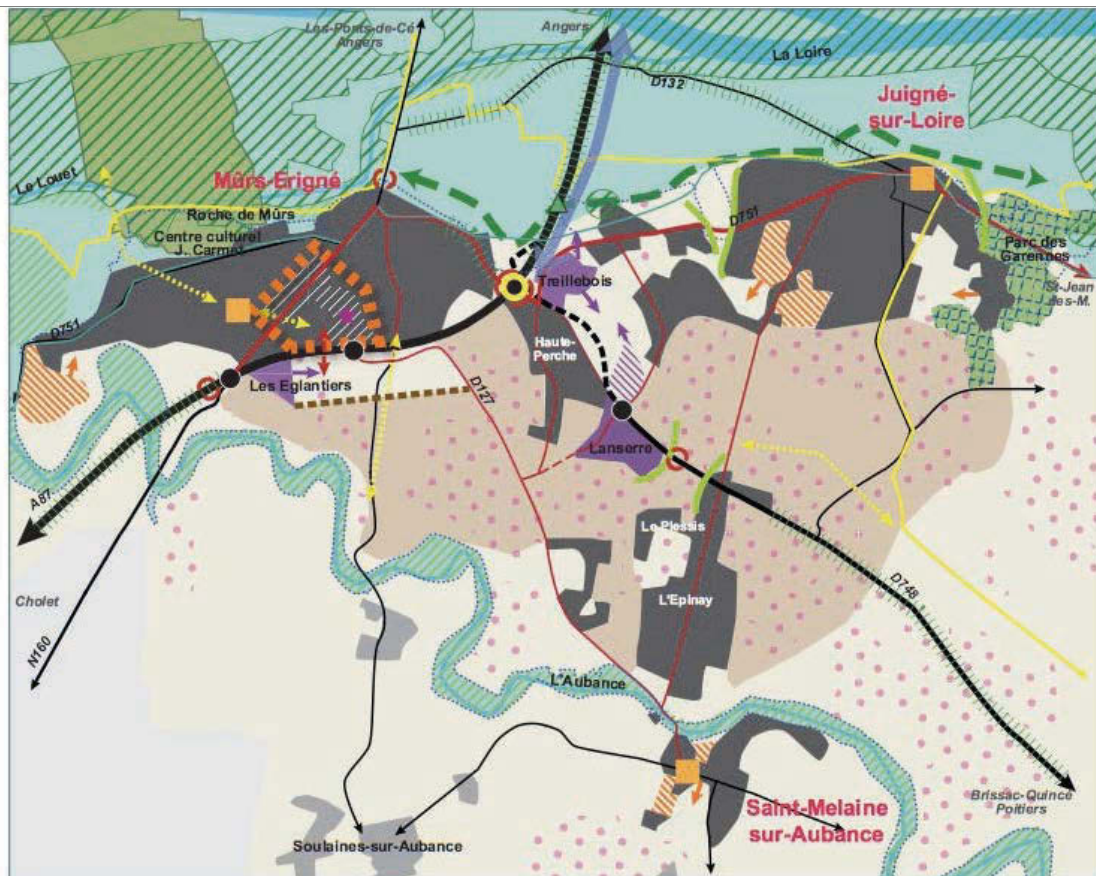 Les-Ponts-de-Cé
Angers
Angers
La Loire
D132
Juigné-
sur-Loire
Le Louet
Mûrs-Erigné
Roche de Mûrs
Centre culturel
J. Carmet
D751
Parc des
Garennes
St-Jean
des-M.
Treillebois
D751
Haute-
Perche
Les Eglantiers
D127
Lanserre
A87
Le Plessis
D748
L'Epinay
Cholet
N160
L'Aubance
Brissac-Quincé
Poitiers
Saint-Melaine
sur-Aubance
Soulaines-sur-Aubance